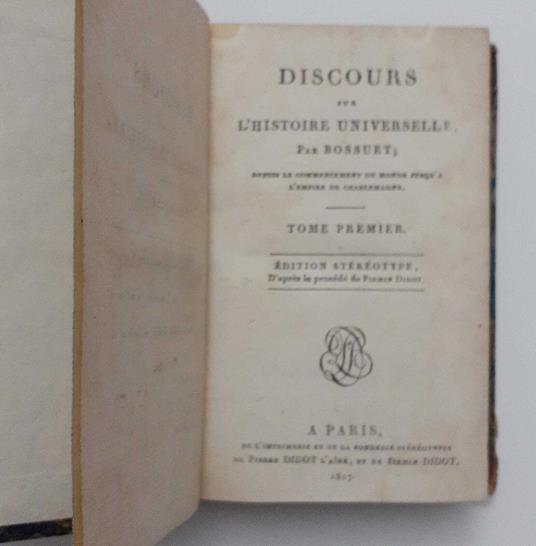 DISCOURS
SUR
L'HISTOIRE UNIVERSELLE,
PAR BOSSUET;
DEPUIS LE COMMENCEMENT DU MONDE JUSQU'A
L'EMPIRE DE CHARLEMAGNE.
TOME PREMIER.
ÉDITION STÉRÉOTYPE,
D'après le procédé de FIRMIN DIDOT.
A PARIS,
DE L'IMPRIMERIE ET DE LA FONDERIE STÉRÉOTYPES
DE PIERRE DIDOT L'AÎNÉ, ET DE FIRMIN DIDOT.
1817.